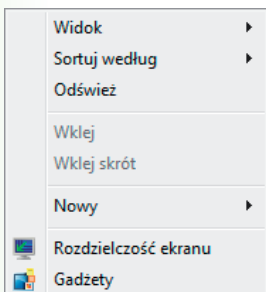 Widok
Sortuj według
Odśwież
Wklej
Wklej skrót
Nowy
Rozdzielczość ekranu
Gadżety